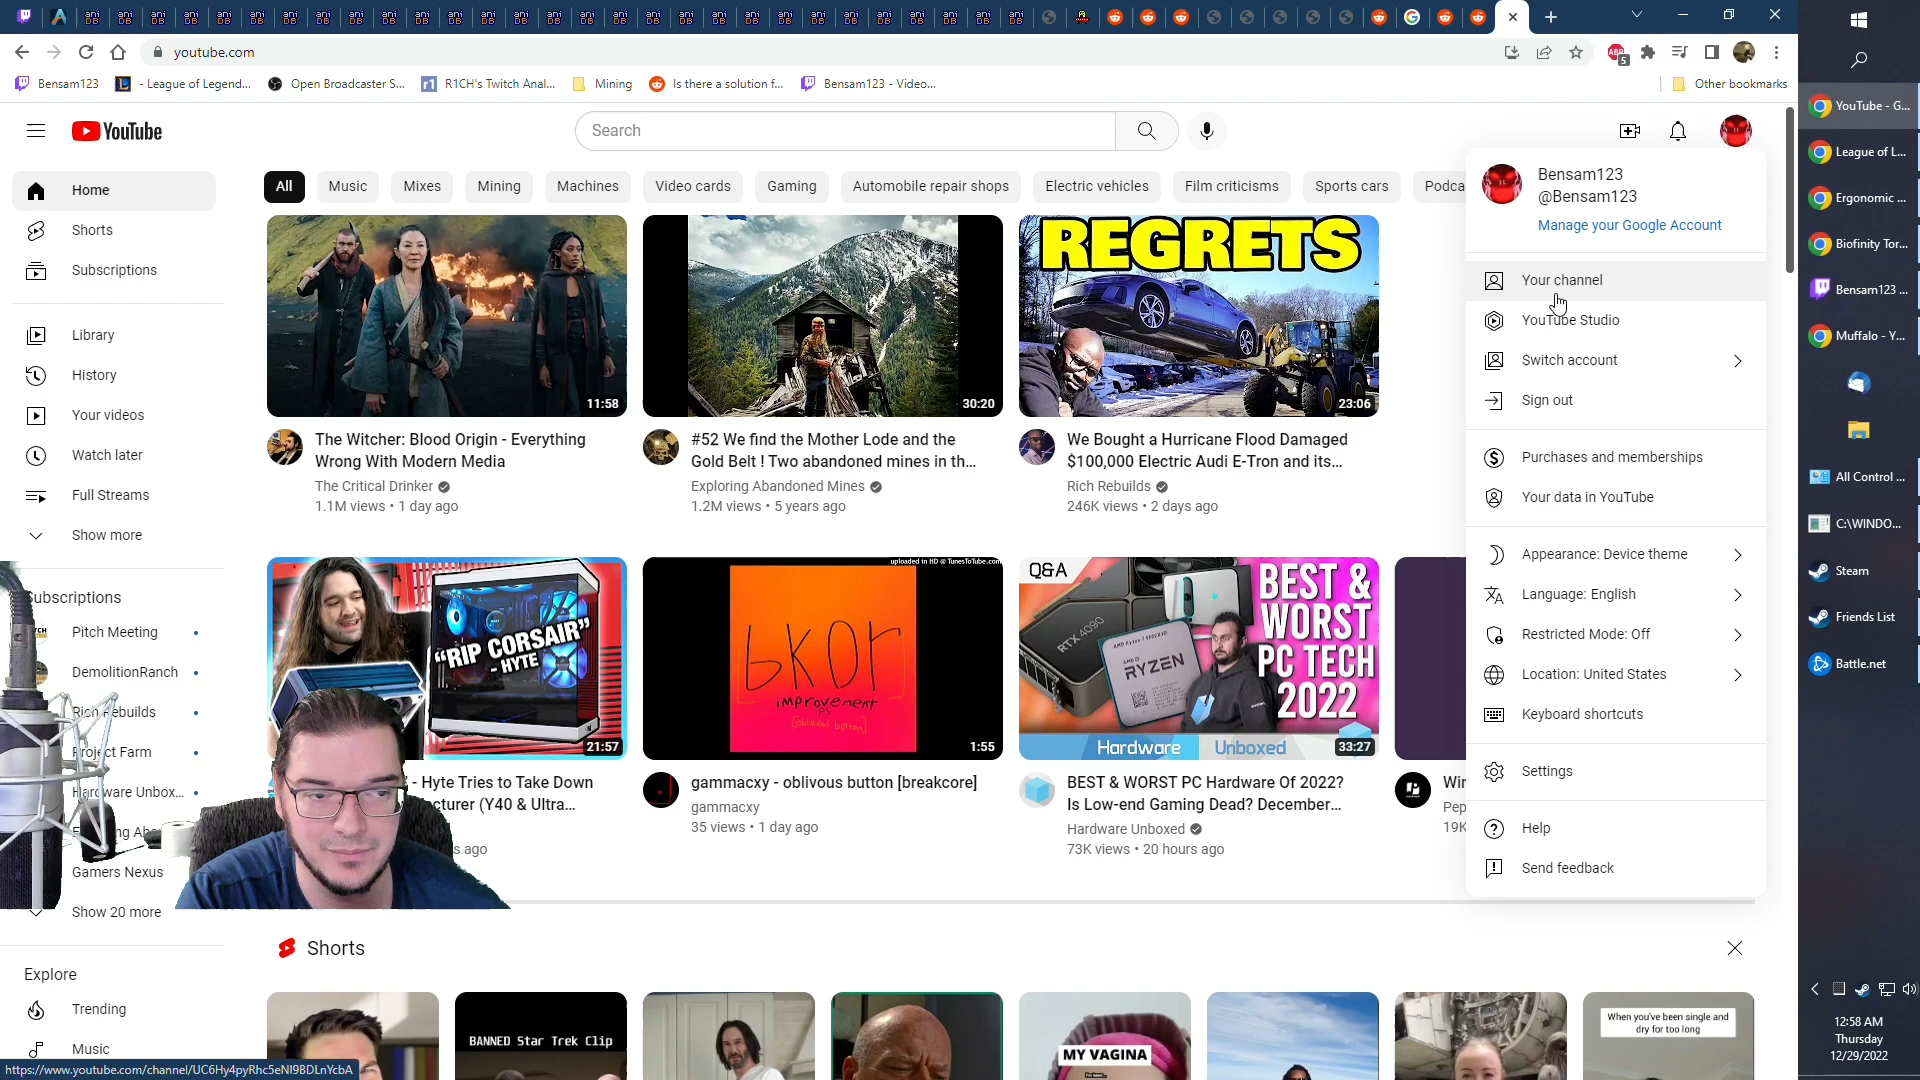 youtube.com
ABP
5
Bensam123
- League of Legend...
Open Broadcaster S...
R1CH's Twitch Anal...
Mining
Is there a solution f...
Bensam123 - Video...
Other bookmarks
YouTube
Search
Home
Shorts
Subscriptions
Library
History
Your videos
Watch later
Full Streams
Show more
Subscriptions
Pitch Meeting
DemolitionRanch
Rich Rebuilds
Project Farm
Hardware Unbox...
Gamers Nexus
Show 20 more
Explore
Trending
Music
https://www.youtube.com/channel/UC6Hy4pyRhc5eNI9BDLnYcbA
All
Music
Mixes
Mining
Machines
Video cards
Gaming
Automobile repair shops
Electric vehicles
Film criticisms
Sports cars
Podca
11:58
The Witcher: Blood Origin - Everything
Wrong With Modern Media
The Critical Drinker
1.1M views • 1 day ago
30:20
#52 We find the Mother Lode and the
Gold Belt ! Two abandoned mines in th...
Exploring Abandoned Mines
1.2M views • 5 years ago
REGRETS
23:06
We Bought a Hurricane Flood Damaged
$100,000 Electric Audi E-Tron and its...
Rich Rebuilds
246K views • 2 days ago
"RIP CORSAIR"
- HYTE
21:57
- Hyte Tries to Take Down
cturer (Y40 & Ultra...
s ago
uploaded in HD @ TunesToTube.com
bkor
improvement
[oblivous button]
1:55
gammacxy - oblivous button [breakcore]
gammacxy
35 views • 1 day ago
Q&A
RTX 4090
AMD
RYZEN
BEST &
WORST
PC TECH
2022
Hardware
Unboxed
33:27
BEST & WORST PC Hardware Of 2022?
Is Low-end Gaming Dead? December...
Hardware Unboxed
73K views • 20 hours ago
Wir
Pep
19K
Bensam123
@Bensam123
Manage your Google Account
Your channel
YouTube Studio
Switch account
Sign out
Purchases and memberships
Your data in YouTube
Appearance: Device theme
Language: English
Restricted Mode: Off
Location: United States
Keyboard shortcuts
Settings
Help
Send feedback
Shorts
BANNED Star Trek Clip
MY VAGINA
When you've been single and
dry for too long
YouTube - G...
League of L...
Ergonomic ...
Biofinity Tor...
Bensam123 ...
Muffalo - Y...
All Control ...
C:\WINDO...
Steam
Friends List
Battle.net
12:58 AM
Thursday
12/29/2022